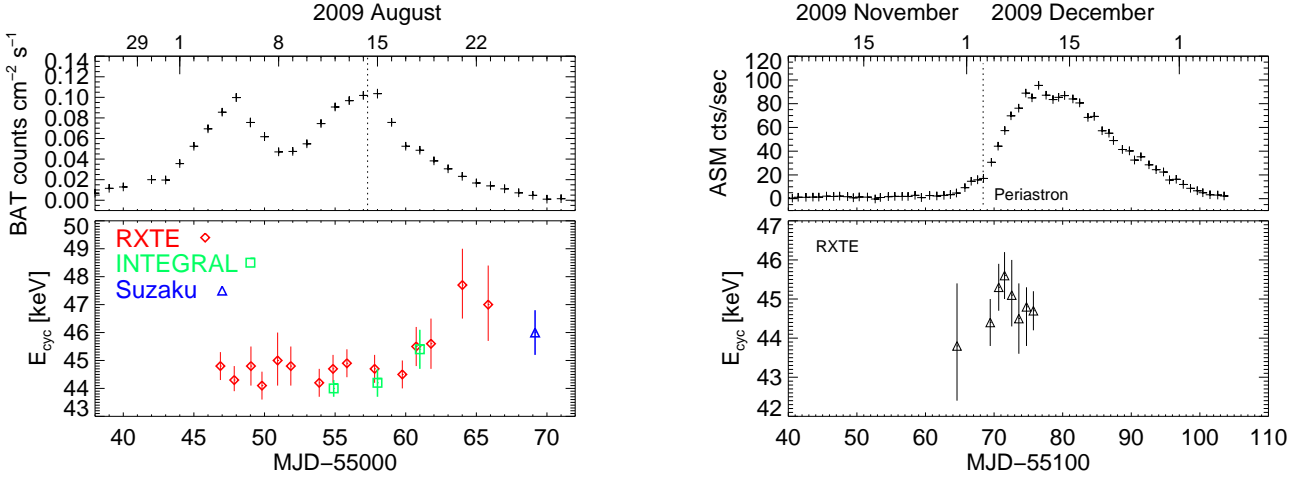 2009 August
29 1 8 15 22
0.14
0.12
0.10
0.08
0.06
0.04
0.02
0.00
BAT counts cm−2 s−1
50
49
48
47
46
45
44
43
E_cyc [keV]
RXTE
INTEGRAL
Suzaku
40 45 50 55 60 65 70
MJD−55000
2009 November 2009 December
15 1 15 1
120
100
80
60
40
20
0
ASM cts/sec
Periastron
47
46
45
44
43
42
E_cyc [keV]
RXTE
40 50 60 70 80 90 100 110
MJD−55100